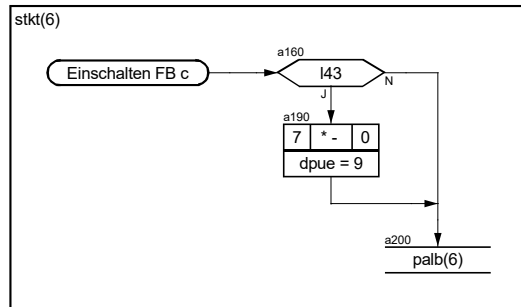 stkt(6)
a160
Einschalten FB c
I43
J
N
a190
7 * - 0
dpue = 9
a200
palb(6)